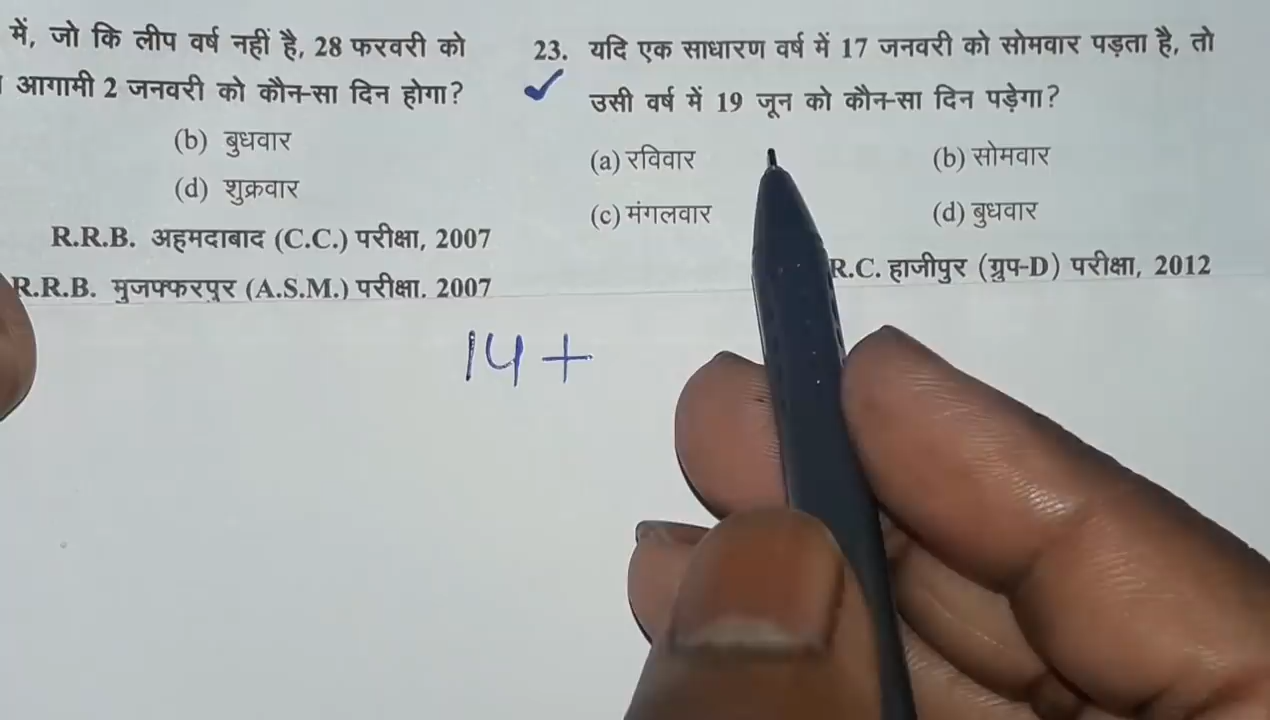 में, जो कि लीप वर्ष नहीं है, 28 फरवरी को
आगामी 2 जनवरी को कौन-सा दिन होगा?
(b) बुधवार
(d) शुक्रवार
R.R.B. अहमदाबाद (C.C.) परीक्षा, 2007
R.R.B. मुजफ्फरपुर (A.S.M.) परीक्षा. 2007
23. यदि एक साधारण वर्ष में 17 जनवरी को सोमवार पड़ता है, तो
उसी वर्ष में 19 जून को कौन-सा दिन पड़ेगा?
(a) रविवार (b) सोमवार
(c) मंगलवार (d) बुधवार
R.C. हाजीपुर (ग्रुप-D) परीक्षा, 2012
14 +